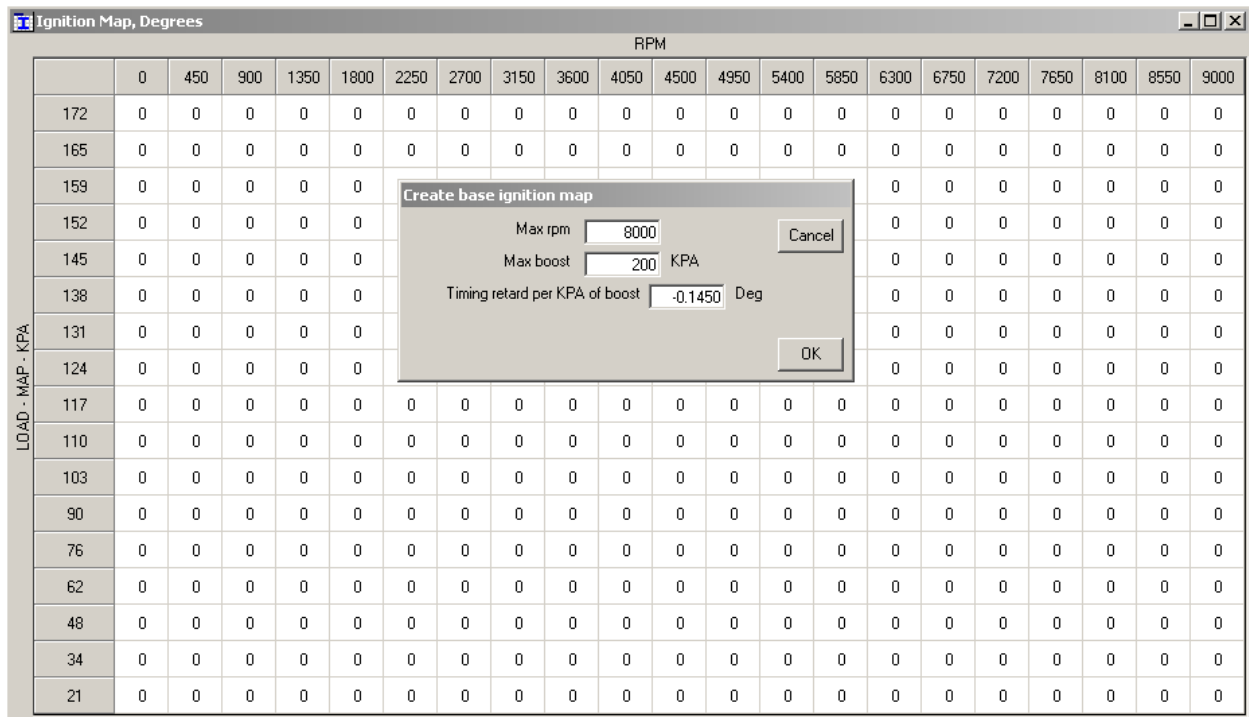 Ignition Map, Degrees
RPM
0 450 900 1350 1800 2250 2700 3150 3600 4050 4500 4950 5400 5850 6300 6750 7200 7650 8100 8550 9000
172 0 0 0 0 0 0 0 0 0 0 0 0 0 0 0 0 0 0 0 0 0
165 0 0 0 0 0 0 0 0 0 0 0 0 0 0 0 0 0 0 0 0 0
159 0 0 0 0 0 0 0 0 0 0 0 0
Create base ignition map
152 0 0 0 0 0 0 0 0 0 0 0 0
Max rpm 8000 Cancel
145 0 0 0 0 0 0 0 0 0 0 0 0
Max boost 200 KPA
138 0 0 0 0 0 0 0 0 0 0 0 0
Timing retard per KPA of boost -0.1450 Deg
131 0 0 0 0 0 0 0 0 0 0 0 0
124 0 0 0 0 0 0 0 0 0 0 0 0
OK
117 0 0 0 0 0 0 0 0 0 0 0 0 0 0 0 0 0 0 0 0 0
110 0 0 0 0 0 0 0 0 0 0 0 0 0 0 0 0 0 0 0 0 0
103 0 0 0 0 0 0 0 0 0 0 0 0 0 0 0 0 0 0 0 0 0
90 0 0 0 0 0 0 0 0 0 0 0 0 0 0 0 0 0 0 0 0 0
76 0 0 0 0 0 0 0 0 0 0 0 0 0 0 0 0 0 0 0 0 0
62 0 0 0 0 0 0 0 0 0 0 0 0 0 0 0 0 0 0 0 0 0
48 0 0 0 0 0 0 0 0 0 0 0 0 0 0 0 0 0 0 0 0 0
34 0 0 0 0 0 0 0 0 0 0 0 0 0 0 0 0 0 0 0 0 0
21 0 0 0 0 0 0 0 0 0 0 0 0 0 0 0 0 0 0 0 0 0
LOAD - MAP - KPA